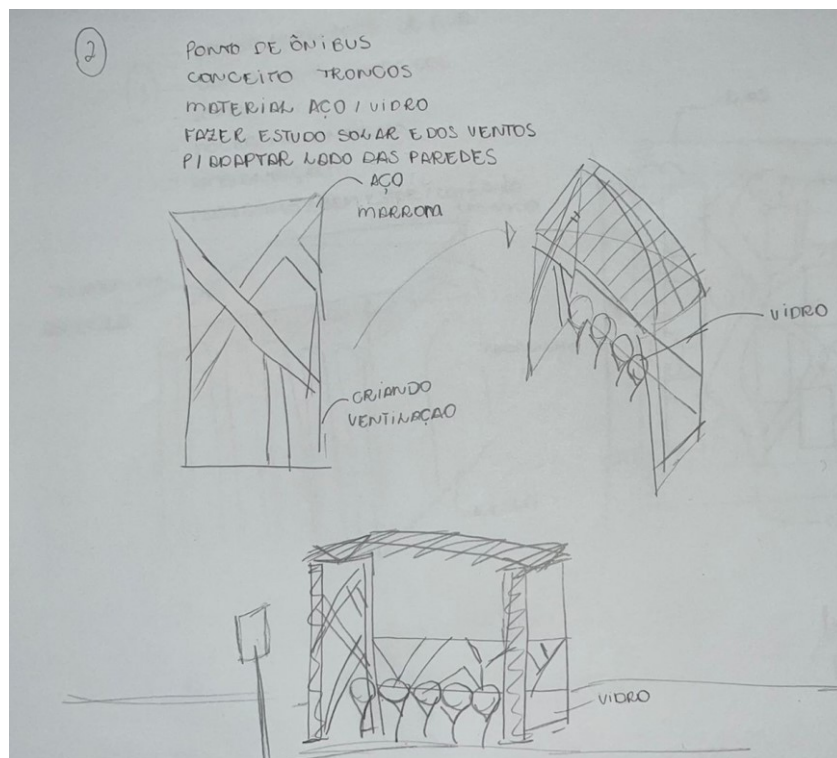 2
PONTO DE ÔNIBUS
CONCEITO TRONCOS
MATERIAL AÇO / VIDRO
FAZER ESTUDO SOLAR E DOS VENTOS
P/ ADAPTAR LADO DAS PAREDES
AÇO
MARROM
VIDRO
CRIANDO
VENTILAÇAO
VIDRO